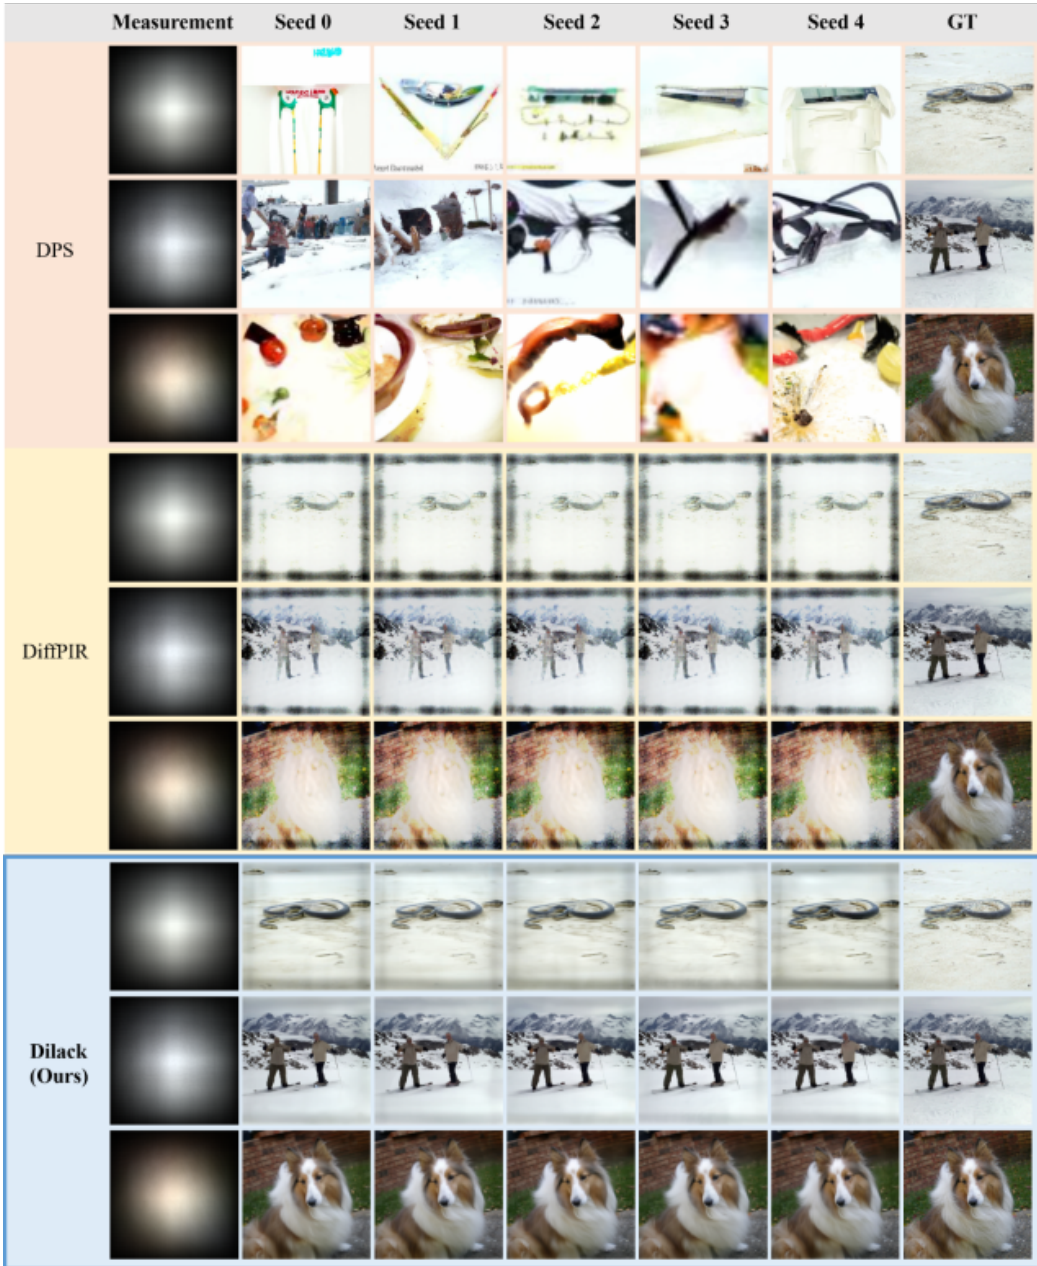 Measurement Seed 0 Seed 1 Seed 2 Seed 3 Seed 4 GT
DPS
DiffPIR
Dilack
(Ours)